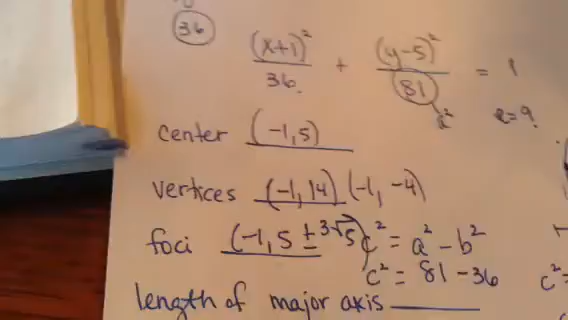 36
(x+1)²/36 + (y-5)²/81 = 1
a² e=?
center (-1,5)
vertices (-1,14) (-1,-4)
foci (-1,5 ± 3√5) c² = a² - b²
c² = 81 - 36 c² =
length of major axis